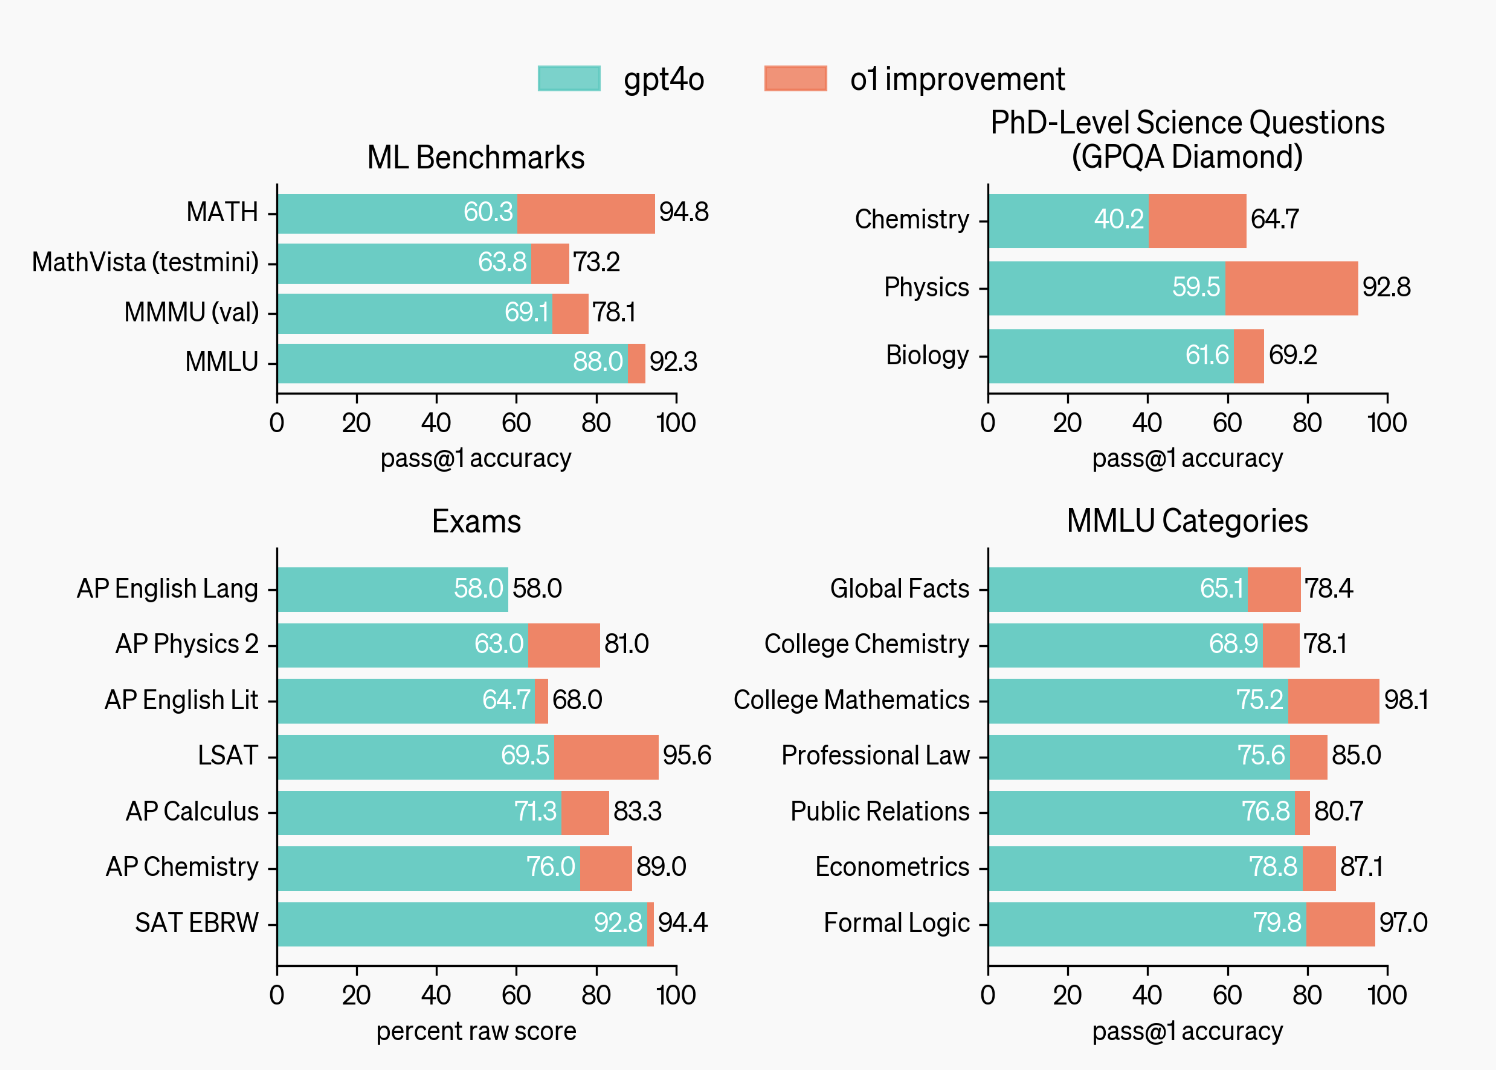 gpt4o
o1 improvement
ML Benchmarks
MATH 60.3 94.8
MathVista (testmini) 63.8 73.2
MMMU (val) 69.1 78.1
MMLU 88.0 92.3
0 20 40 60 80 100
pass@1 accuracy
PhD-Level Science Questions
(GPQA Diamond)
Chemistry 40.2 64.7
Physics 59.5 92.8
Biology 61.6 69.2
0 20 40 60 80 100
pass@1 accuracy
Exams
AP English Lang 58.0 58.0
AP Physics 2 63.0 81.0
AP English Lit 64.7 68.0
LSAT 69.5 95.6
AP Calculus 71.3 83.3
AP Chemistry 76.0 89.0
SAT EBRW 92.8 94.4
0 20 40 60 80 100
percent raw score
MMLU Categories
Global Facts 65.1 78.4
College Chemistry 68.9 78.1
College Mathematics 75.2 98.1
Professional Law 75.6 85.0
Public Relations 76.8 80.7
Econometrics 78.8 87.1
Formal Logic 79.8 97.0
0 20 40 60 80 100
pass@1 accuracy